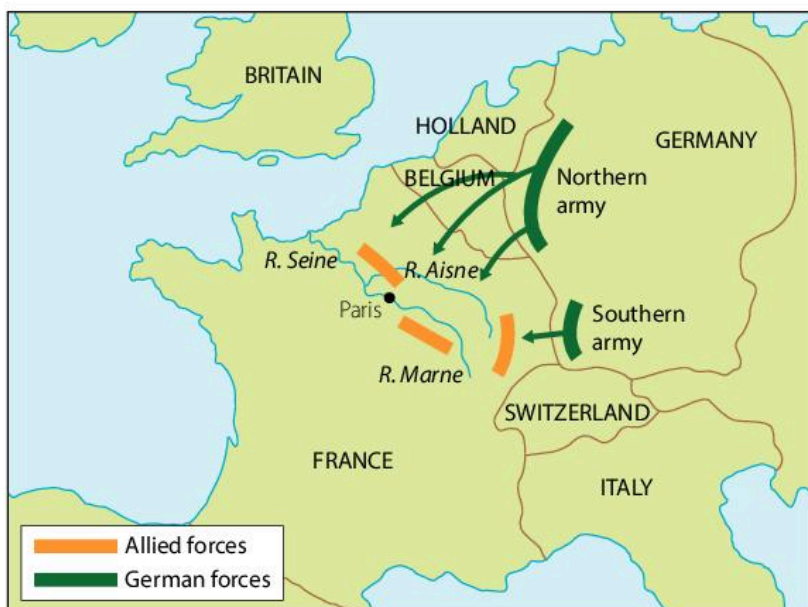 BRITAIN
HOLLAND
GERMANY
BELGIUM
Northern
army
R. Seine
R. Aisne
Paris
Southern
army
R. Marne
SWITZERLAND
FRANCE
ITALY
Allied forces
German forces